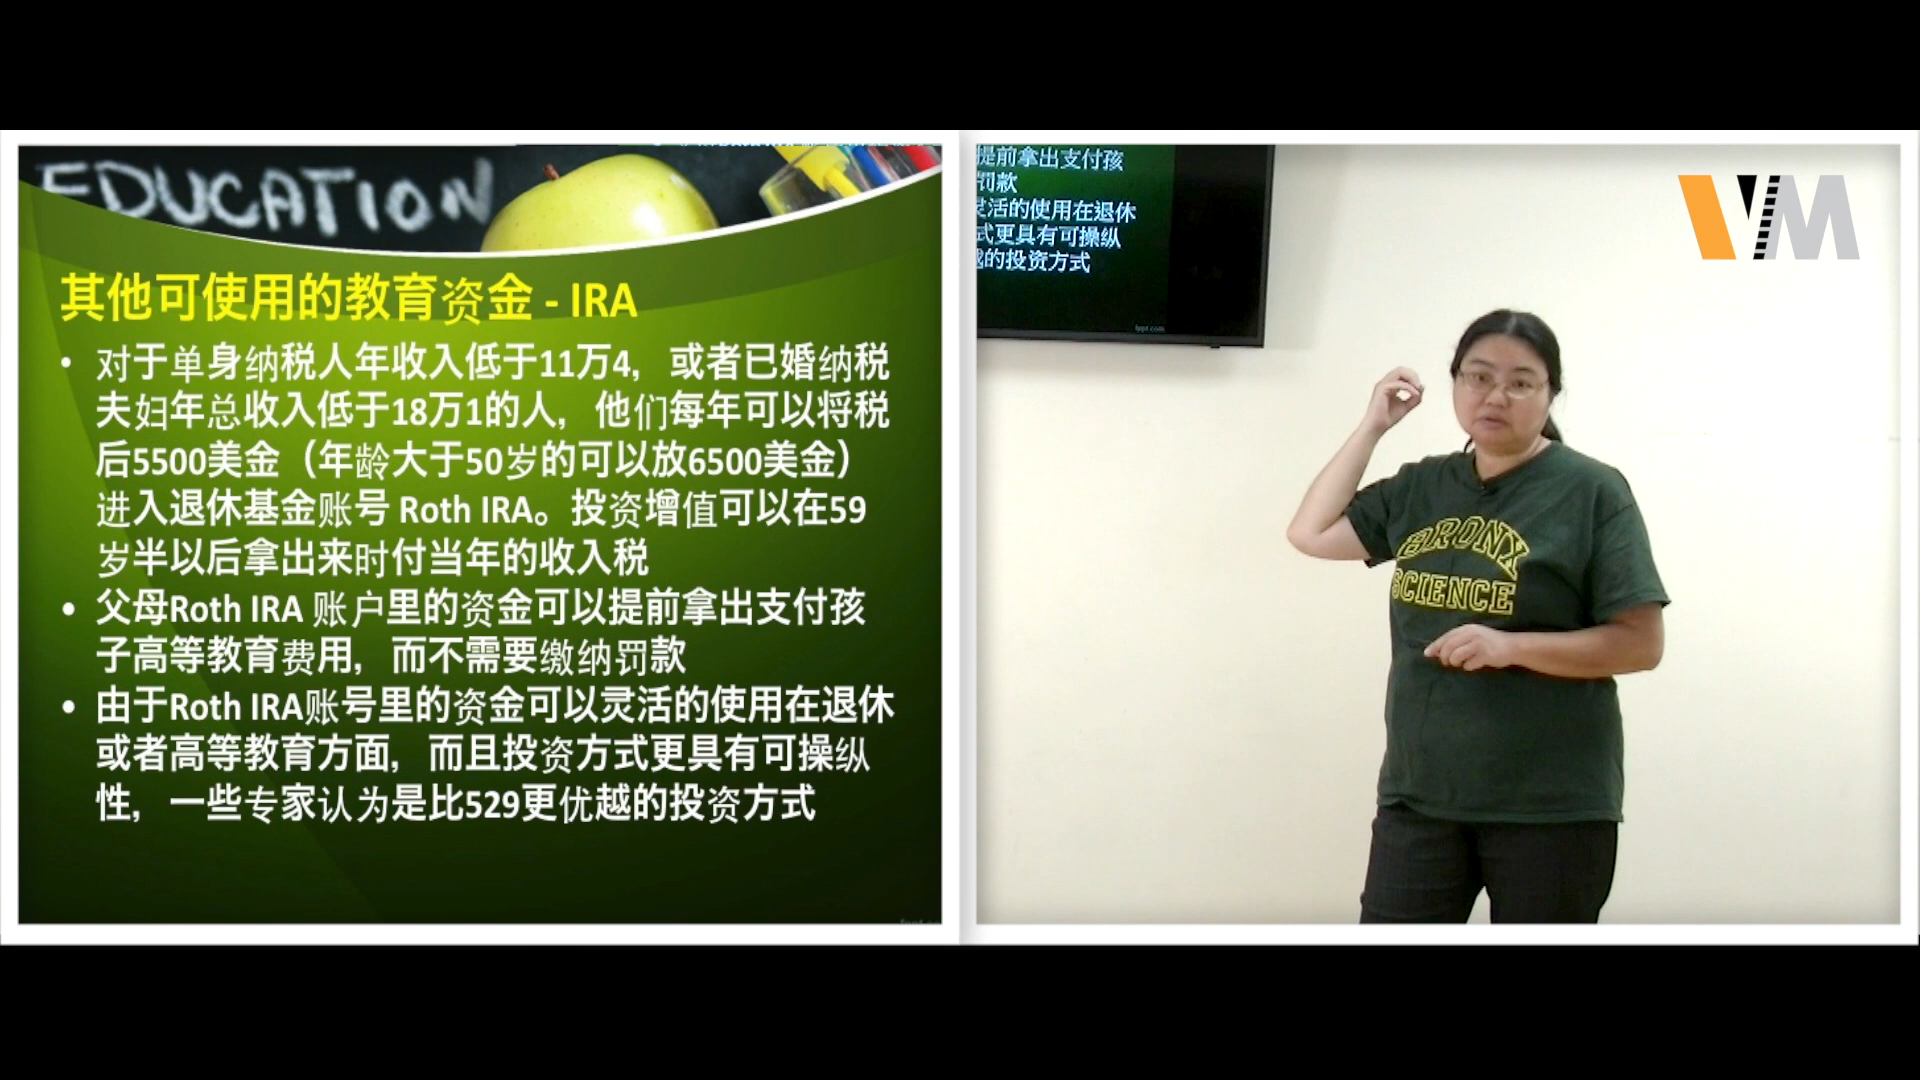 EDUCATION
其他可使用的教育资金 - IRA
• 对于单身纳税人年收入低于11万4，或者已婚纳税
夫妇年总收入低于18万1的人，他们每年可以将税
后5500美金（年龄大于50岁的可以放6500美金）
进入退休基金账号 Roth IRA。投资增值可以在59
岁半以后拿出来时付当年的收入税
• 父母Roth IRA 账户里的资金可以提前拿出支付孩
子高等教育费用，而不需要缴纳罚款
• 由于Roth IRA账号里的资金可以灵活的使用在退休
或者高等教育方面，而且投资方式更具有可操纵
性，一些专家认为是比529更优越的投资方式
提前拿出支付孩
罚款
灵活的使用在退休
式更具有可操纵
越的投资方式
fppt.com
VM
BRONX
SCIENCE